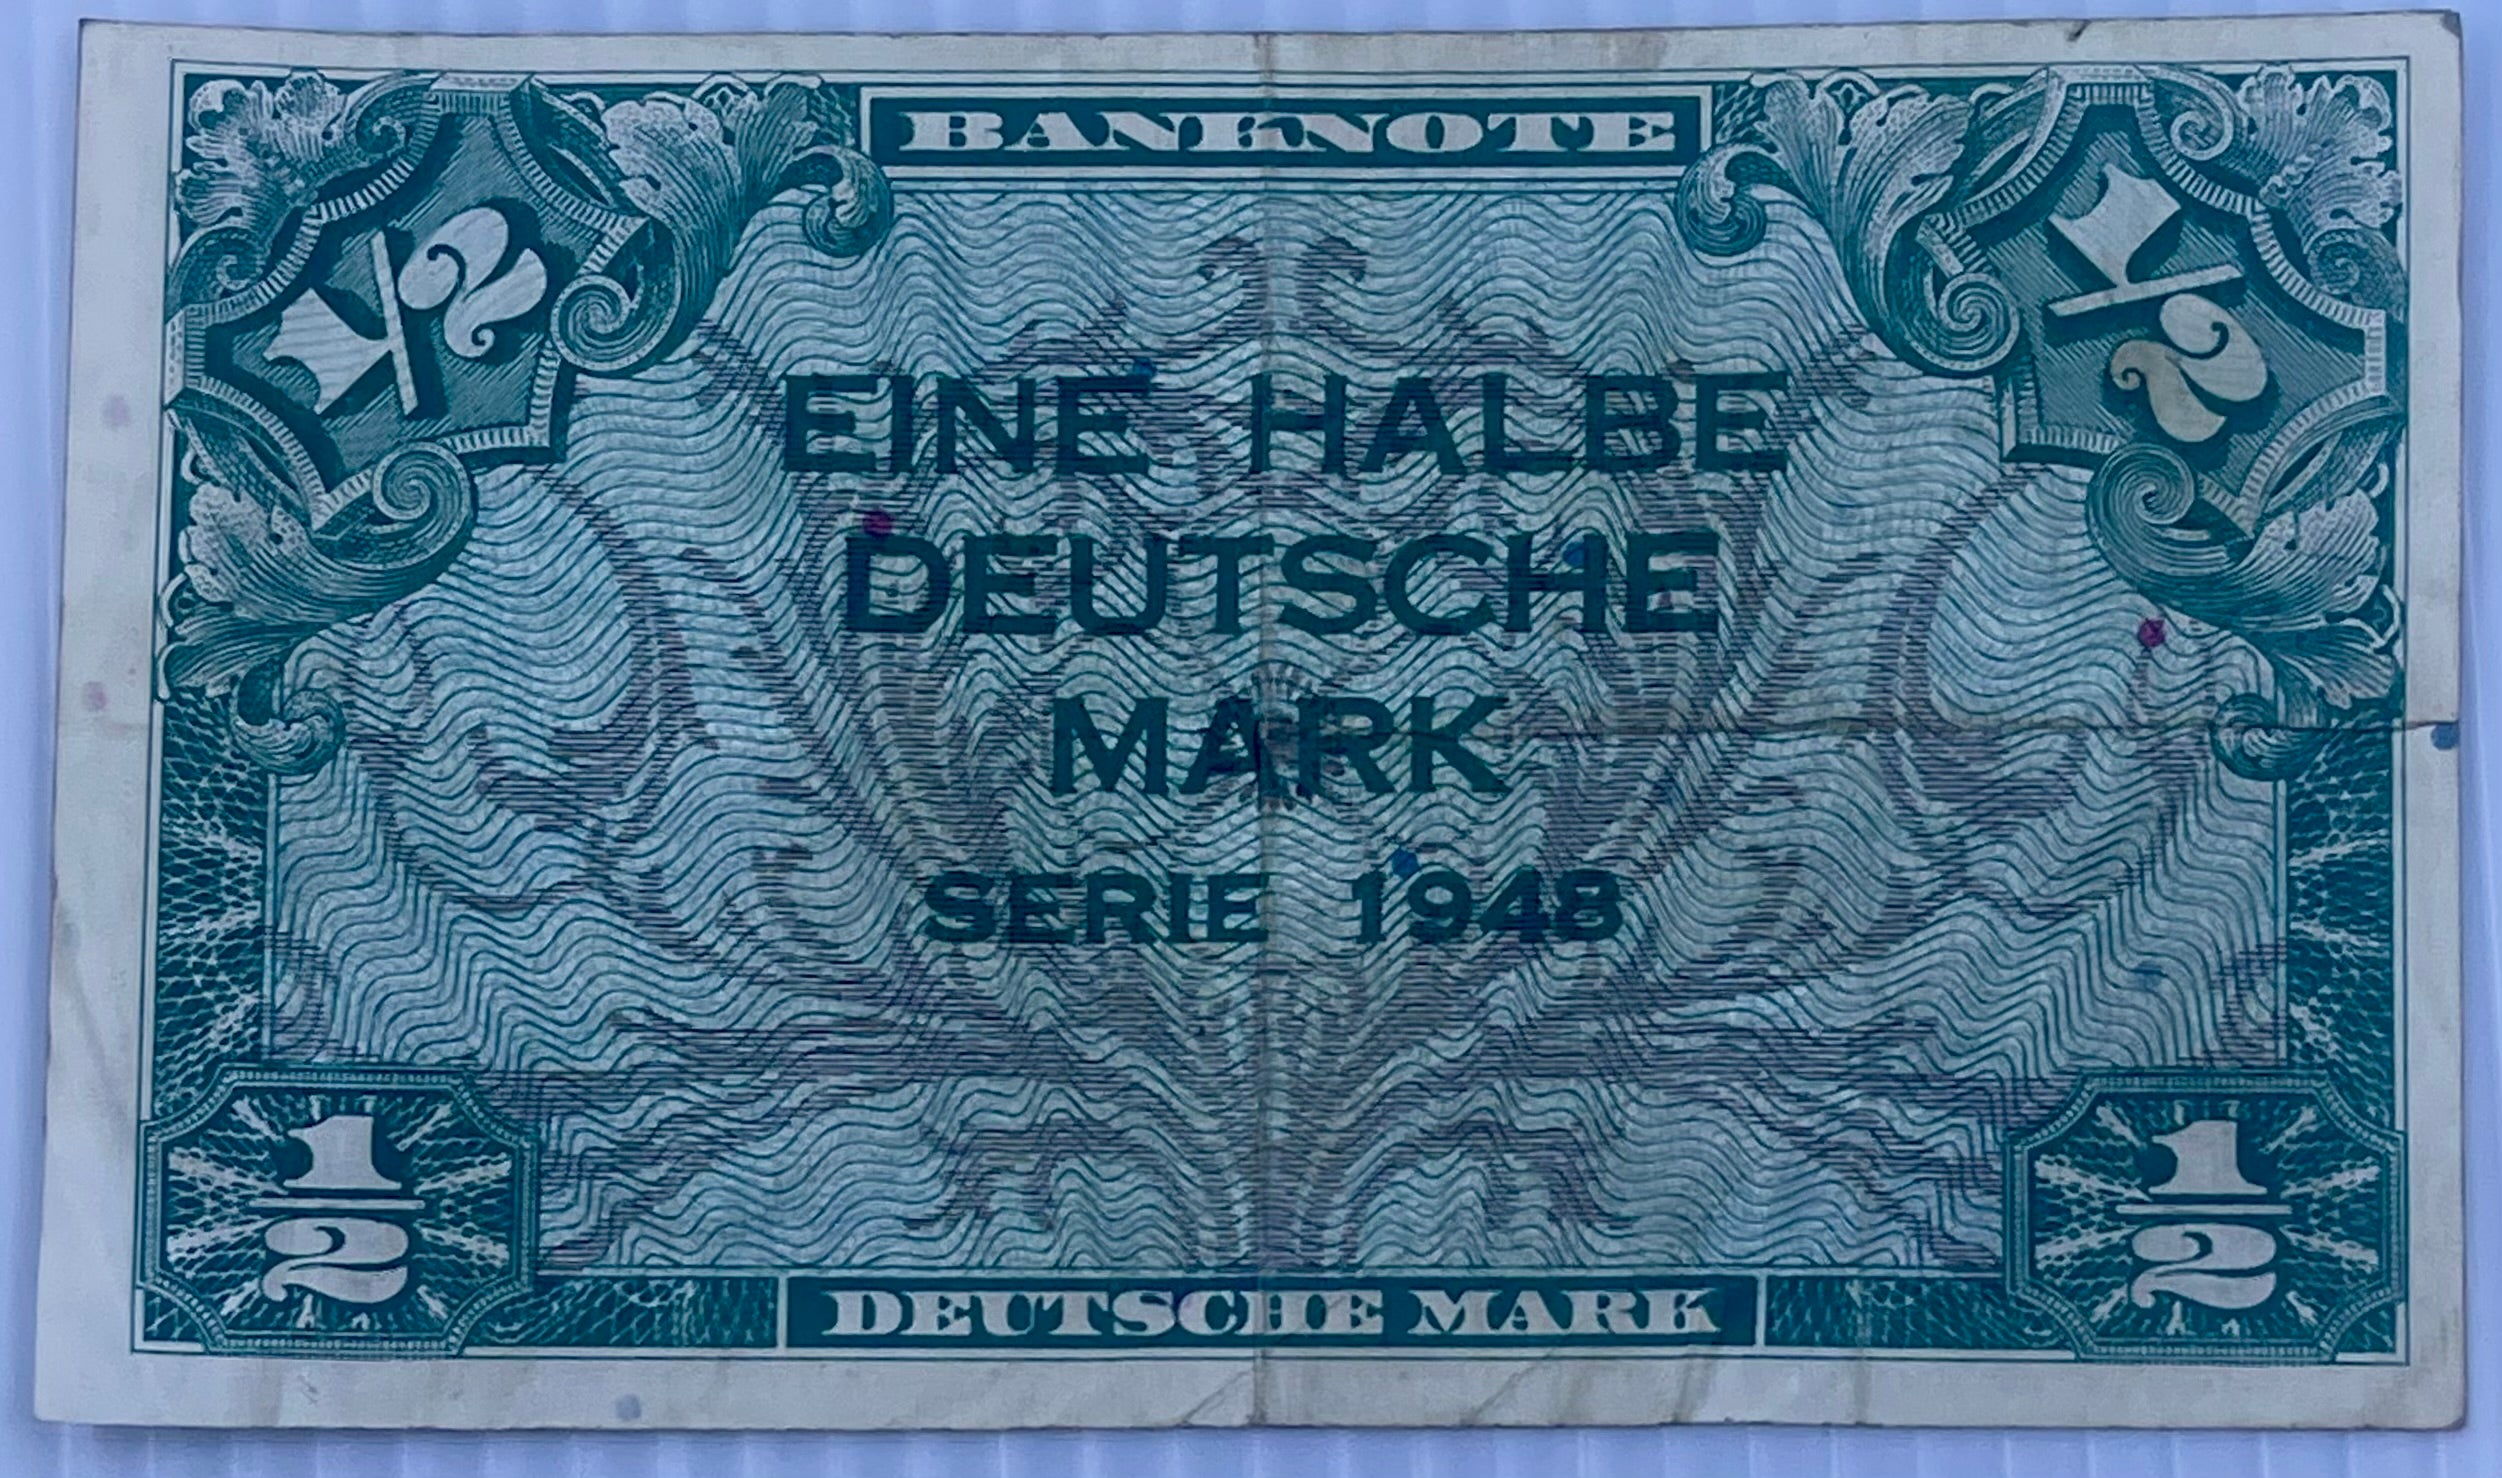 BANKNOTE
1/2
1/2
EINE HALBE
DEUTSCHE
MARK
SERIE 1948
1/2
1/2
DEUTSCHE MARK